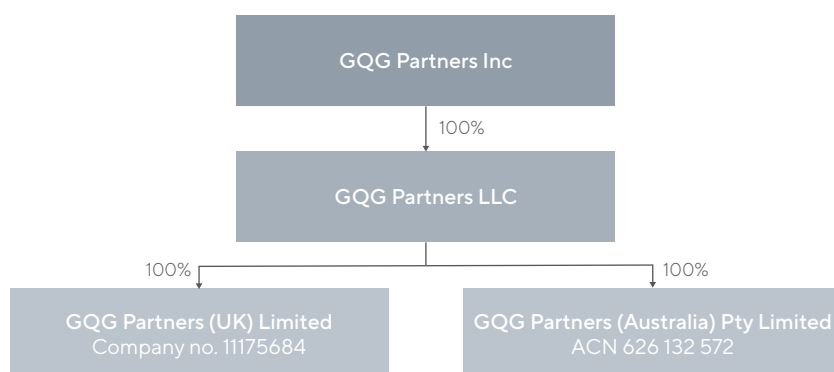 GQG Partners Inc
100%
GQG Partners LLC
100%
100%
GQG Partners (UK) Limited
Company no. 11175684
GQG Partners (Australia) Pty Limited
ACN 626 132 572